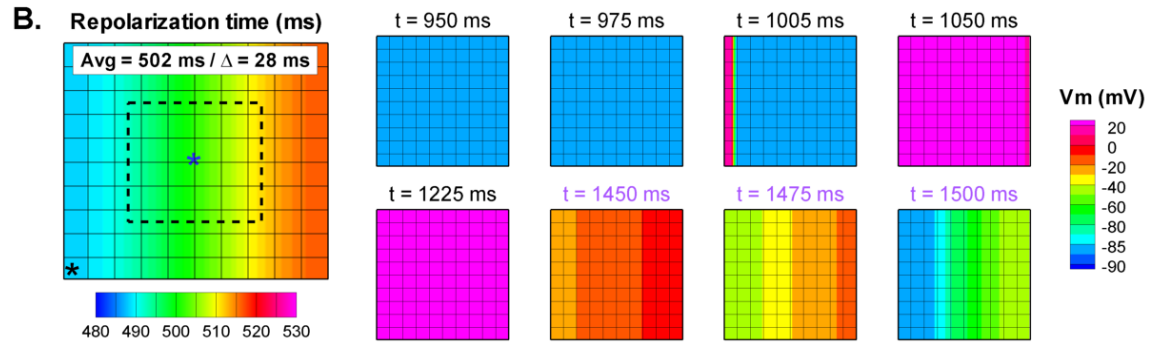 B.
Repolarization time (ms)
Avg = 502 ms / Δ = 28 ms
*
*
480 490 500 510 520 530
t = 950 ms
t = 975 ms
t = 1005 ms
t = 1050 ms
t = 1225 ms
t = 1450 ms
t = 1475 ms
t = 1500 ms
Vm (mV)
20
0
-20
-40
-60
-80
-85
-90